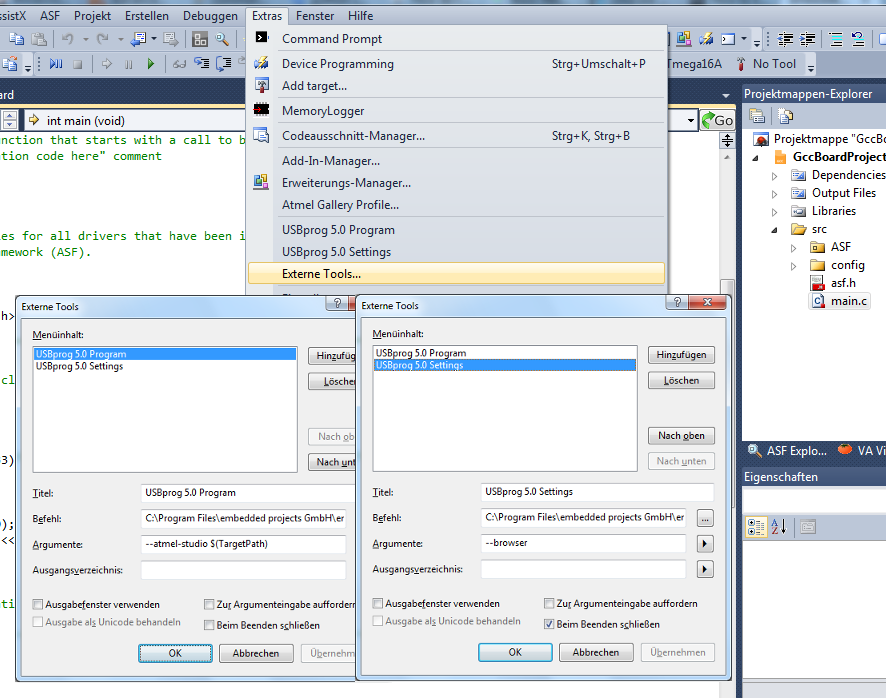 ssistX ASF Projekt Erstellen Debuggen Extras Fenster Hilfe
Command Prompt
Device Programming Strg+Umschalt+P
Tmega16A No Tool
Add target...
ard
Projektmappen-Explorer
MemoryLogger
int main (void)
Go
Codeausschnitt-Manager... Strg+K, Strg+B
nction that starts with a call to b
Projektmappe "GccBo
tion code here" comment
GccBoardProject
Add-In-Manager...
Dependencies
Erweiterungs-Manager...
Output Files
Atmel Gallery Profile...
Libraries
USBprog 5.0 Program
src
es for all drivers that have been i
ASF
mework (ASF).
USBprog 5.0 Settings
config
Externe Tools...
asf.h
main.c
h>
cl
3)
);
<<
ti
Externe Tools
Menüinhalt:
USBprog 5.0 Program
USBprog 5.0 Settings
Hinzufüg
Löschen
Nach ob
Nach unt
Titel: USBprog 5.0 Program
Befehl: C:\Program Files\embedded projects GmbH\er
Argumente: --atmel-studio $(TargetPath)
Ausgangsverzeichnis:
Ausgabefenster verwenden
Zur Argumenteingabe aufforder
Ausgabe als Unicode behandeln
Beim Beenden schließen
OK Abbrechen Übernehm
Externe Tools
Menüinhalt:
USBprog 5.0 Program
USBprog 5.0 Settings
Hinzufügen
Löschen
Nach oben
Nach unten
Titel: USBprog 5.0 Settings
Befehl: C:\Program Files\embedded projects GmbH\er ...
Argumente: --browser
Ausgangsverzeichnis:
Ausgabefenster verwenden
Zur Argumenteingabe auffordern
Ausgabe als Unicode behandeln
Beim Beenden schließen
OK Abbrechen Übernehmen
ASF Explo... VA Vi
Eigenschaften